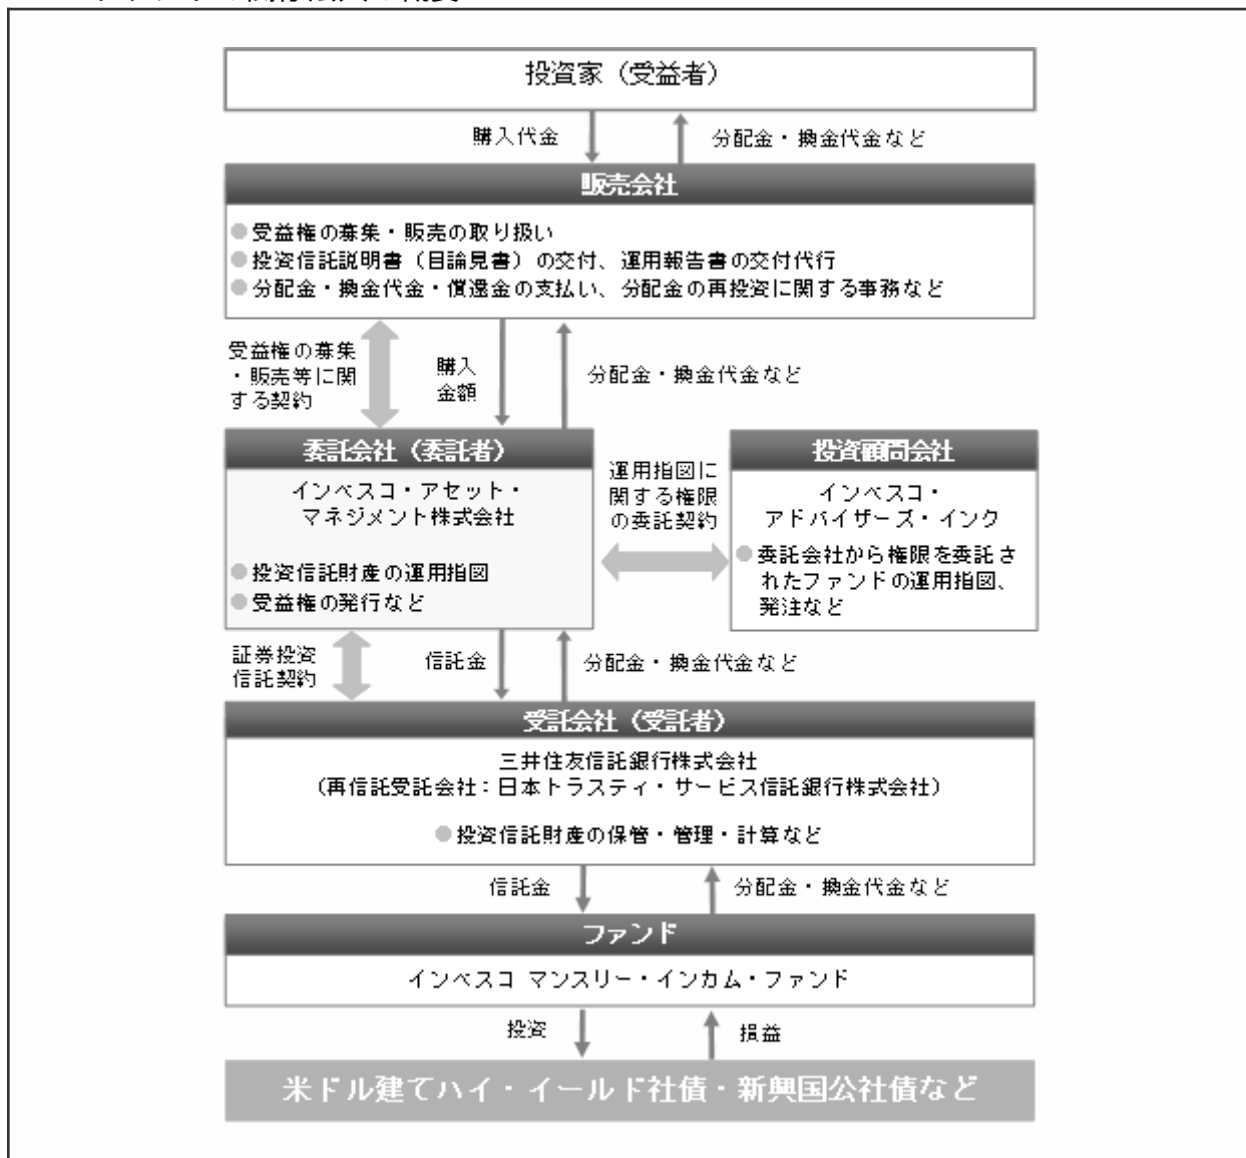 投資家（受益者）
購入代金
分配金・換金代金など
販売会社
●受益権の募集・販売の取り扱い
●投資信託説明書（目論見書）の交付、運用報告書の交付代行
●分配金・換金代金・償還金の支払い、分配金の再投資に関する事務など
受益権の募集
・販売等に関
する契約
購入
金額
分配金・換金代金など
委託会社（委託者）
インベスコ・アセット・
マネジメント株式会社
●投資信託財産の運用指図
●受益権の発行など
運用指図に
関する権限
の委託契約
投資顧問会社
インベスコ・
アドバイザーズ・インク
●委託会社から権限を委託さ
れたファンドの運用指図、
発注など
証券投資
信託契約
信託金
分配金・換金代金など
受託会社（受託者）
三井住友信託銀行株式会社
（再信託受託会社：日本トラスティ・サービス信託銀行株式会社）
●投資信託財産の保管・管理・計算など
信託金
分配金・換金代金など
ファンド
インベスコ マンスリー・インカム・ファンド
投資
損益
米ドル建てハイ・イールド社債・新興国公社債など